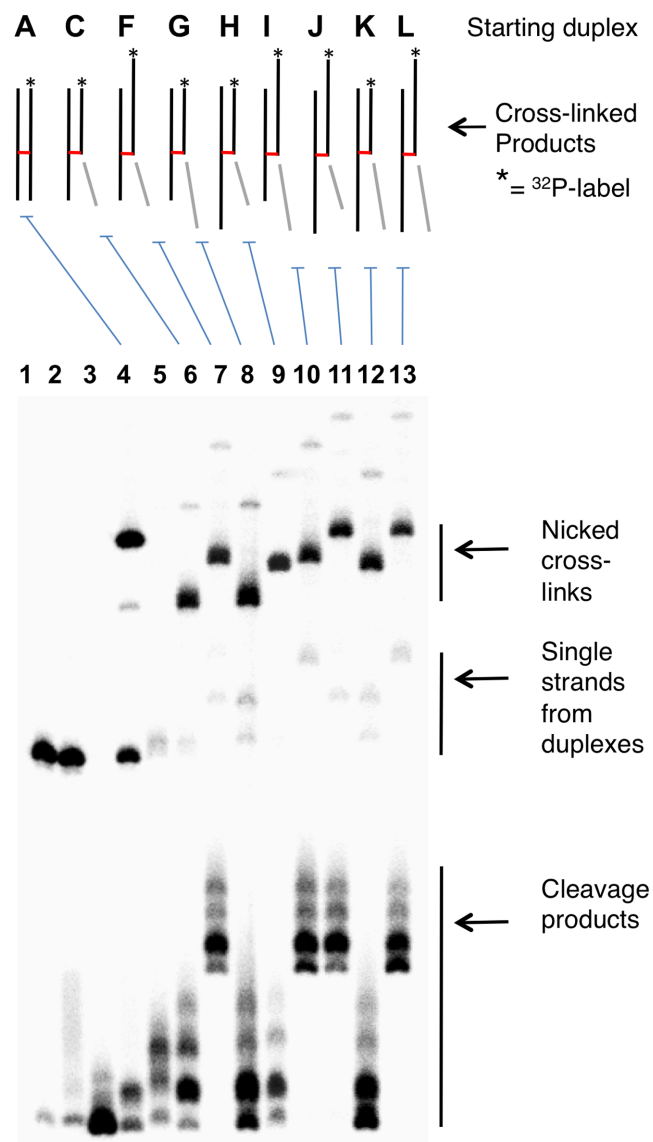 A C F G H I J K L Starting duplex
* * * * * * * * *
Cross-linked
Products
*= ³²P-label
1 2 3 4 5 6 7 8 9 10 11 12 13
Nicked
cross-
links
Single
strands
from
duplexes
Cleavage
products